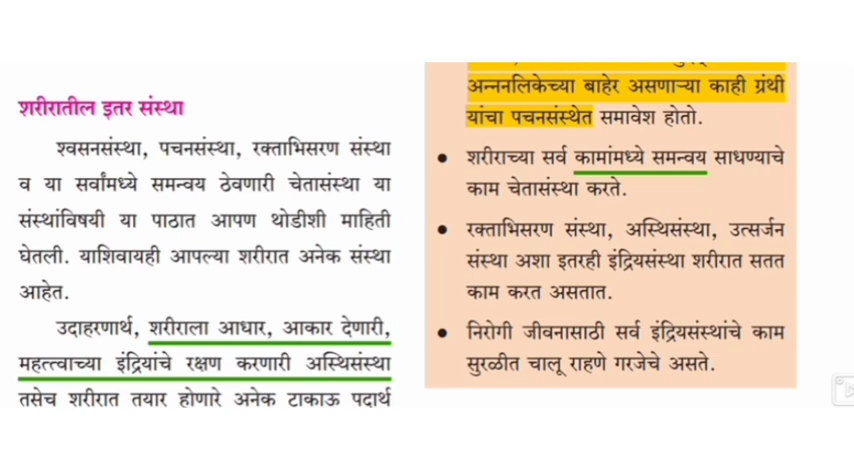 शरीरातील इतर संस्था
श्वसनसंस्था, पचनसंस्था, रक्ताभिसरण संस्था
व या सर्वांमध्ये समन्वय ठेवणारी चेतासंस्था या
संस्थांविषयी या पाठात आपण थोडीशी माहिती
घेतली. याशिवायही आपल्या शरीरात अनेक संस्था
आहेत.
उदाहरणार्थ, शरीराला आधार, आकार देणारी,
महत्त्वाच्या इंद्रियांचे रक्षण करणारी अस्थिसंस्था
तसेच शरीरात तयार होणारे अनेक टाकाऊ पदार्थ
अन्ननलिकेच्या बाहेर असणाऱ्या काही ग्रंथी
यांचा पचनसंस्थेत समावेश होतो.
• शरीराच्या सर्व कामांमध्ये समन्वय साधण्याचे
काम चेतासंस्था करते.
• रक्ताभिसरण संस्था, अस्थिसंस्था, उत्सर्जन
संस्था अशा इतरही इंद्रियसंस्था शरीरात सतत
काम करत असतात.
• निरोगी जीवनासाठी सर्व इंद्रियसंस्थांचे काम
सुरळीत चालू राहणे गरजेचे असते.